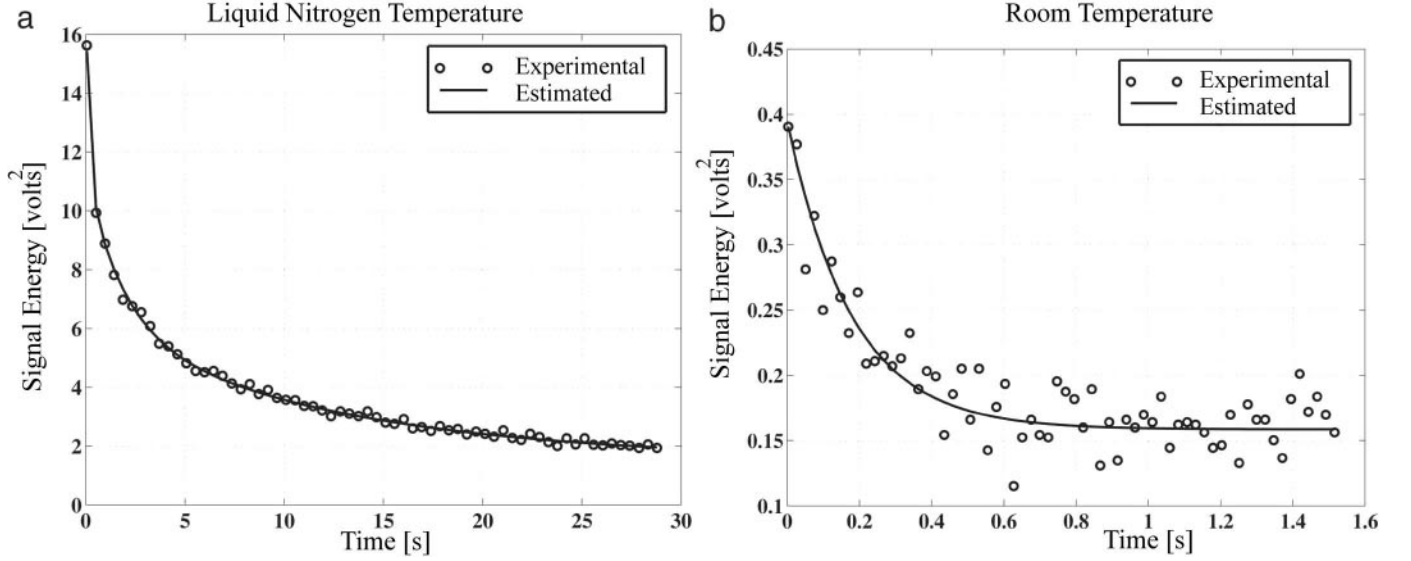 a
Liquid Nitrogen Temperature
16
14
12
10
8
6
4
2
0
Signal Energy [volts²]
Experimental
Estimated
0 5 10 15 20 25 30
Time [s]
b
Room Temperature
0.45
0.4
0.35
0.3
0.25
0.2
0.15
0.1
Signal Energy [volts²]
Experimental
Estimated
0 0.2 0.4 0.6 0.8 1 1.2 1.4 1.6
Time [s]